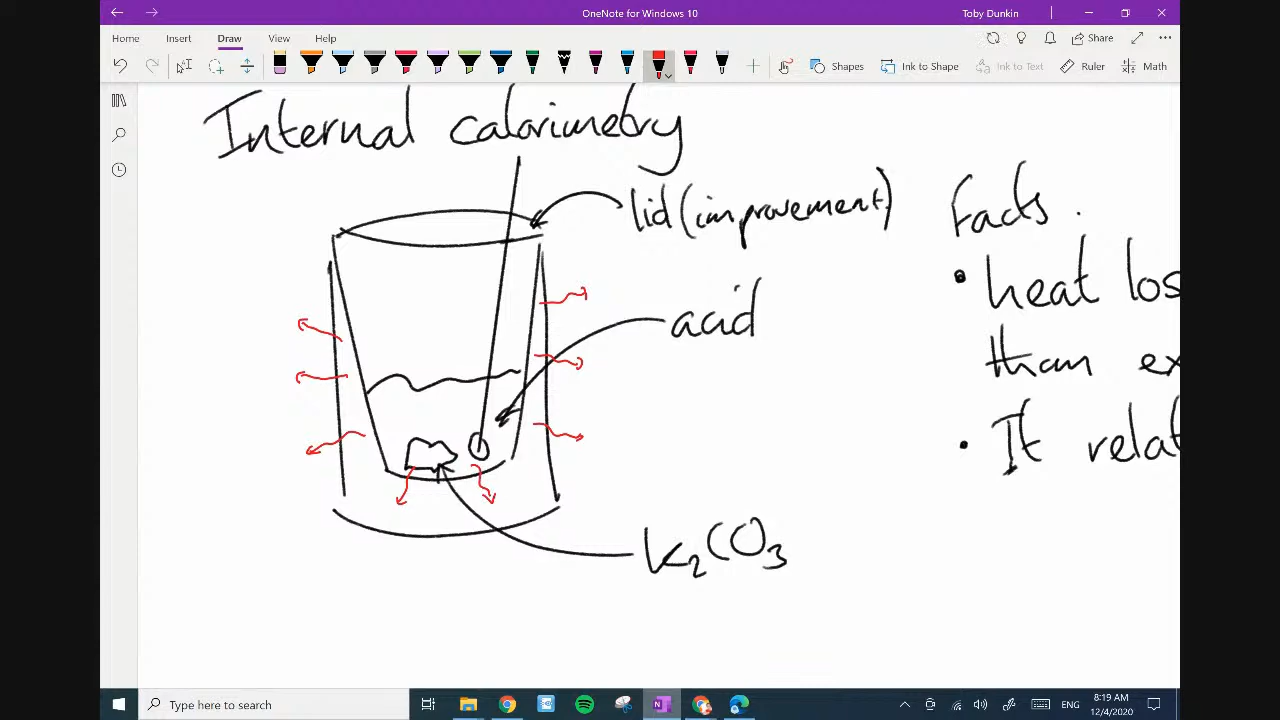 OneNote for Windows 10
Toby Dunkin
Home Insert Draw View Help
Share
Shapes
Ink to Shape
Ink to Text
Ruler
Math
Internal calorimetry
lid (improvement)
acid
K2CO3
Facts.
• heat los
than ex
• It relat
Type here to search
ENG
8:19 AM
12/4/2020